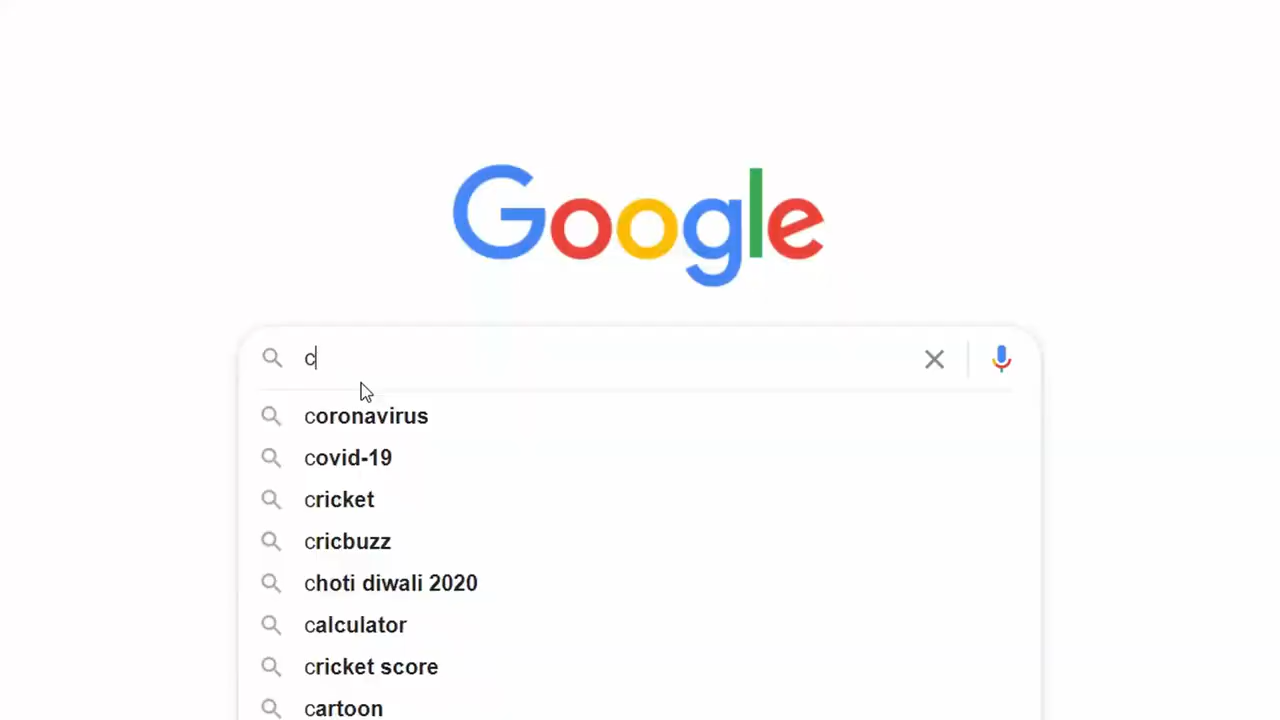 Google
c
coronavirus
covid-19
cricket
cricbuzz
choti diwali 2020
calculator
cricket score
cartoon